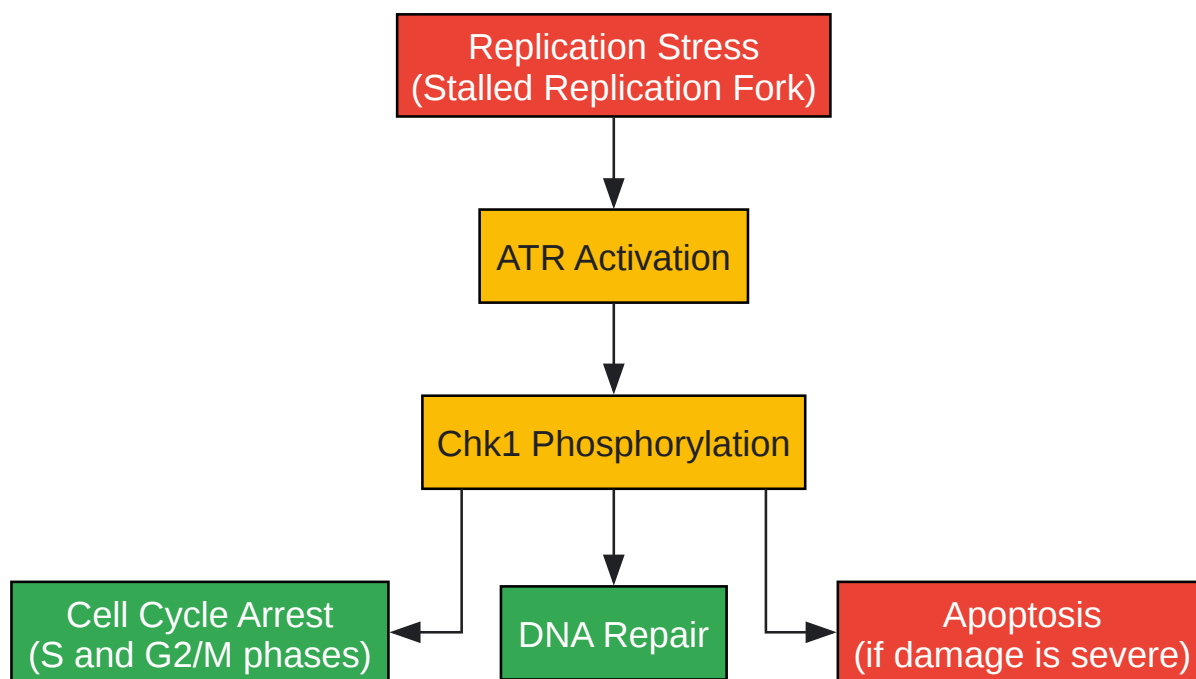 Replication Stress
(Stalled Replication Fork)
ATR Activation
Chk1 Phosphorylation
Cell Cycle Arrest
(S and G2/M phases)
DNA Repair
Apoptosis
(if damage is severe)